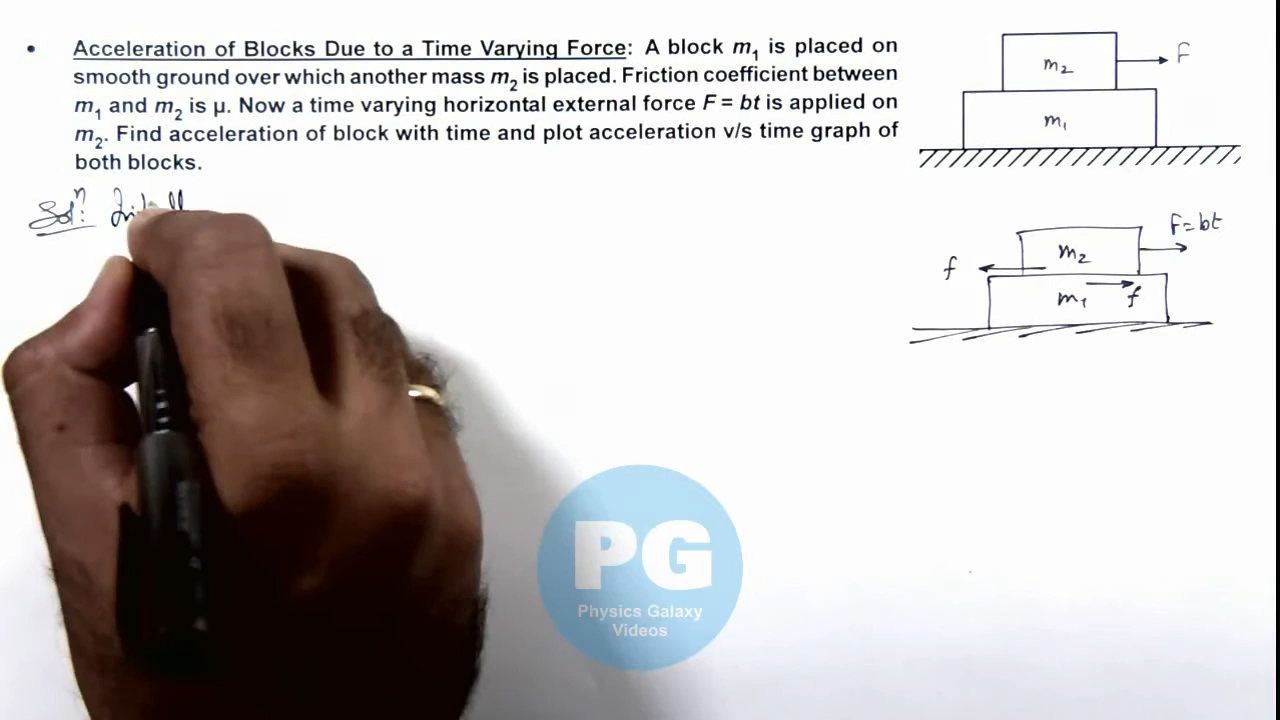 • Acceleration of Blocks Due to a Time Varying Force: A block m₁ is placed on
smooth ground over which another mass m₂ is placed. Friction coefficient between
m₁ and m₂ is μ. Now a time varying horizontal external force F = bt is applied on
m₂. Find acceleration of block with time and plot acceleration v/s time graph of
both blocks.
m₂
F
m₁
Solⁿ:
F=bt
m₂
f
m₁
f
PG
Physics Galaxy
Videos